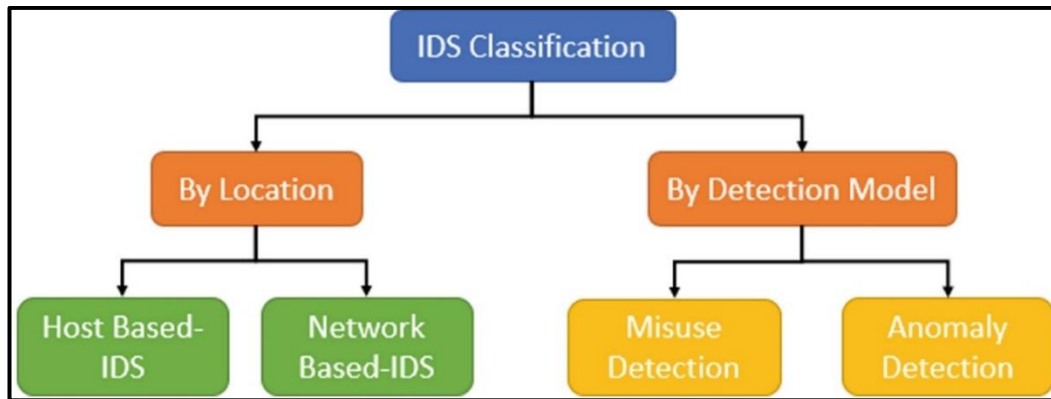 IDS Classification
By Location
By Detection Model
Host Based-
IDS
Network
Based-IDS
Misuse
Detection
Anomaly
Detection